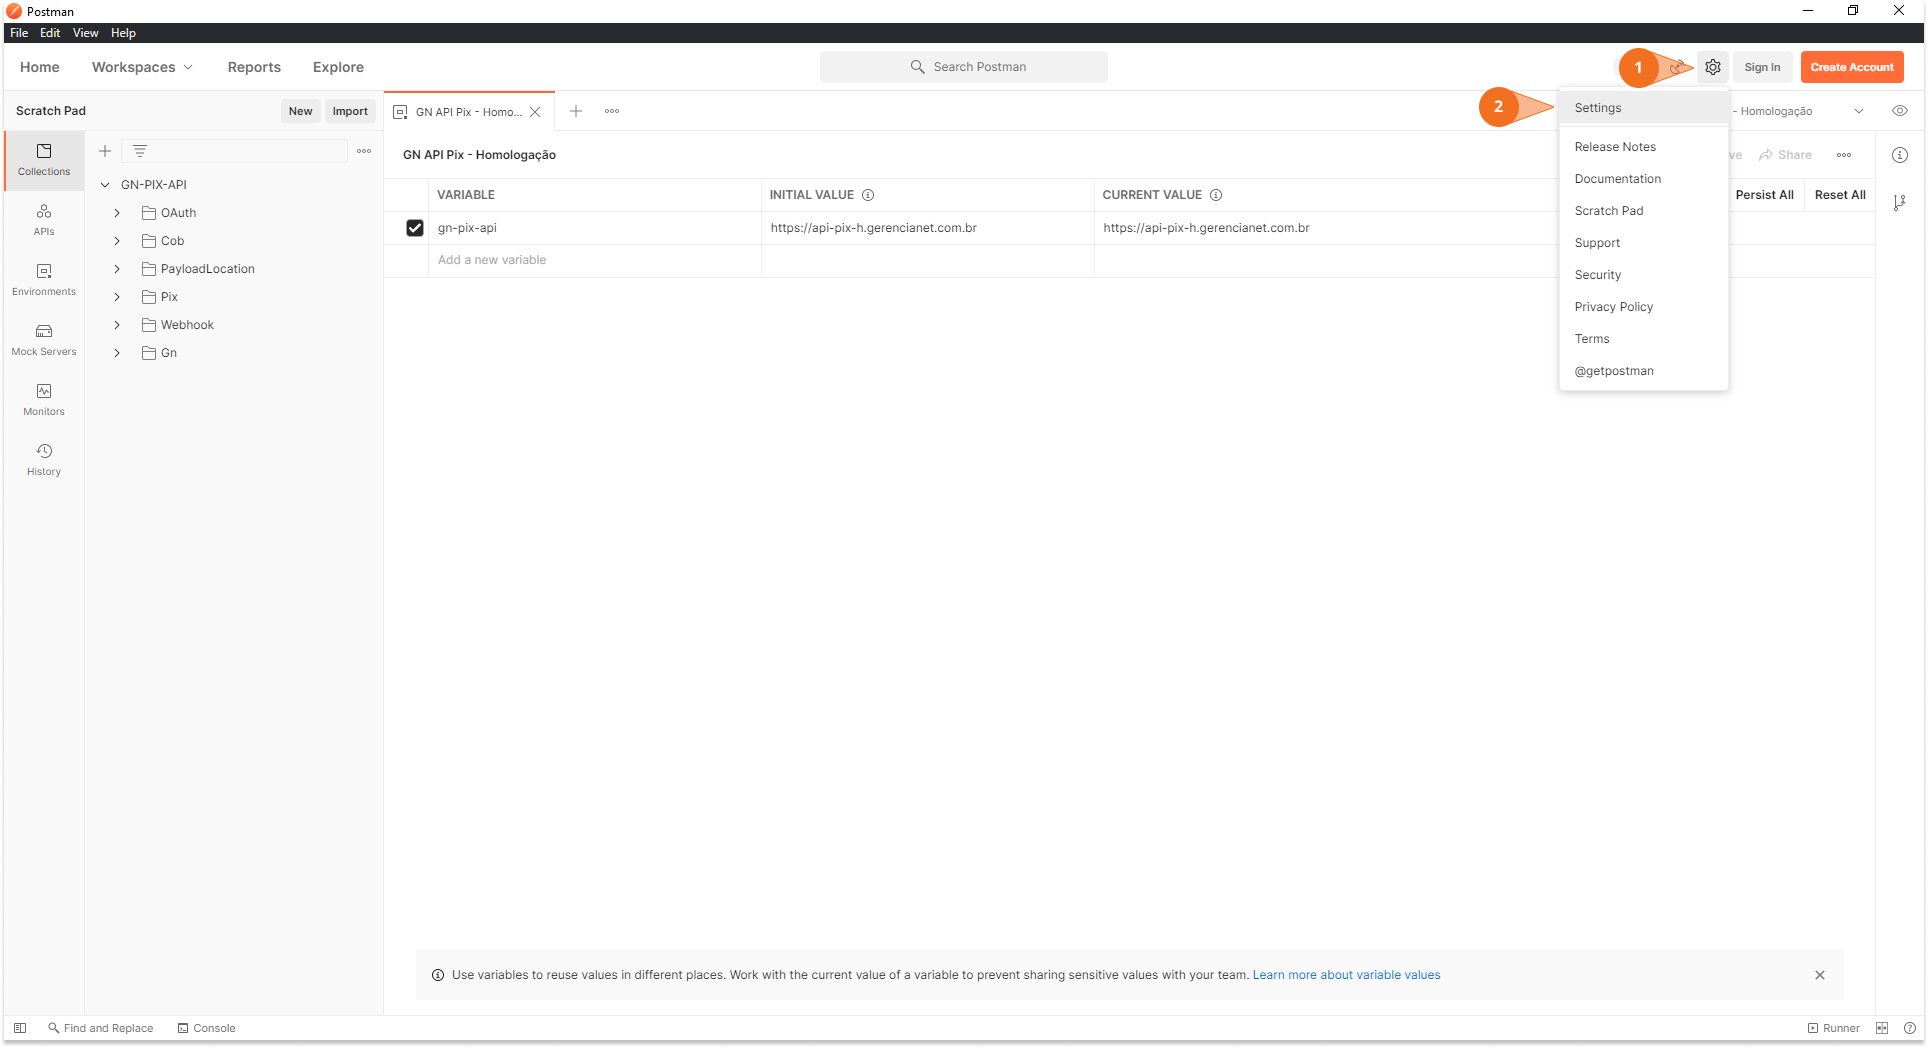 Postman
File Edit View Help
Home Workspaces Reports Explore
Search Postman
1
Sign In
Create Account
Scratch Pad
New
Import
GN API Pix - Homo...
2
Settings
Release Notes
Documentation
Scratch Pad
Support
Security
Privacy Policy
Terms
@getpostman
- Homologação
Collections
APIs
Environments
Mock Servers
Monitors
History
GN-PIX-API
OAuth
Cob
PayloadLocation
Pix
Webhook
Gn
GN API Pix - Homologação
ve
Share
VARIABLE INITIAL VALUE CURRENT VALUE Persist All Reset All
gn-pix-api https://api-pix-h.gerencianet.com.br https://api-pix-h.gerencianet.com.br
Add a new variable
Use variables to reuse values in different places. Work with the current value of a variable to prevent sharing sensitive values with your team. Learn more about variable values
Find and Replace Console Runner